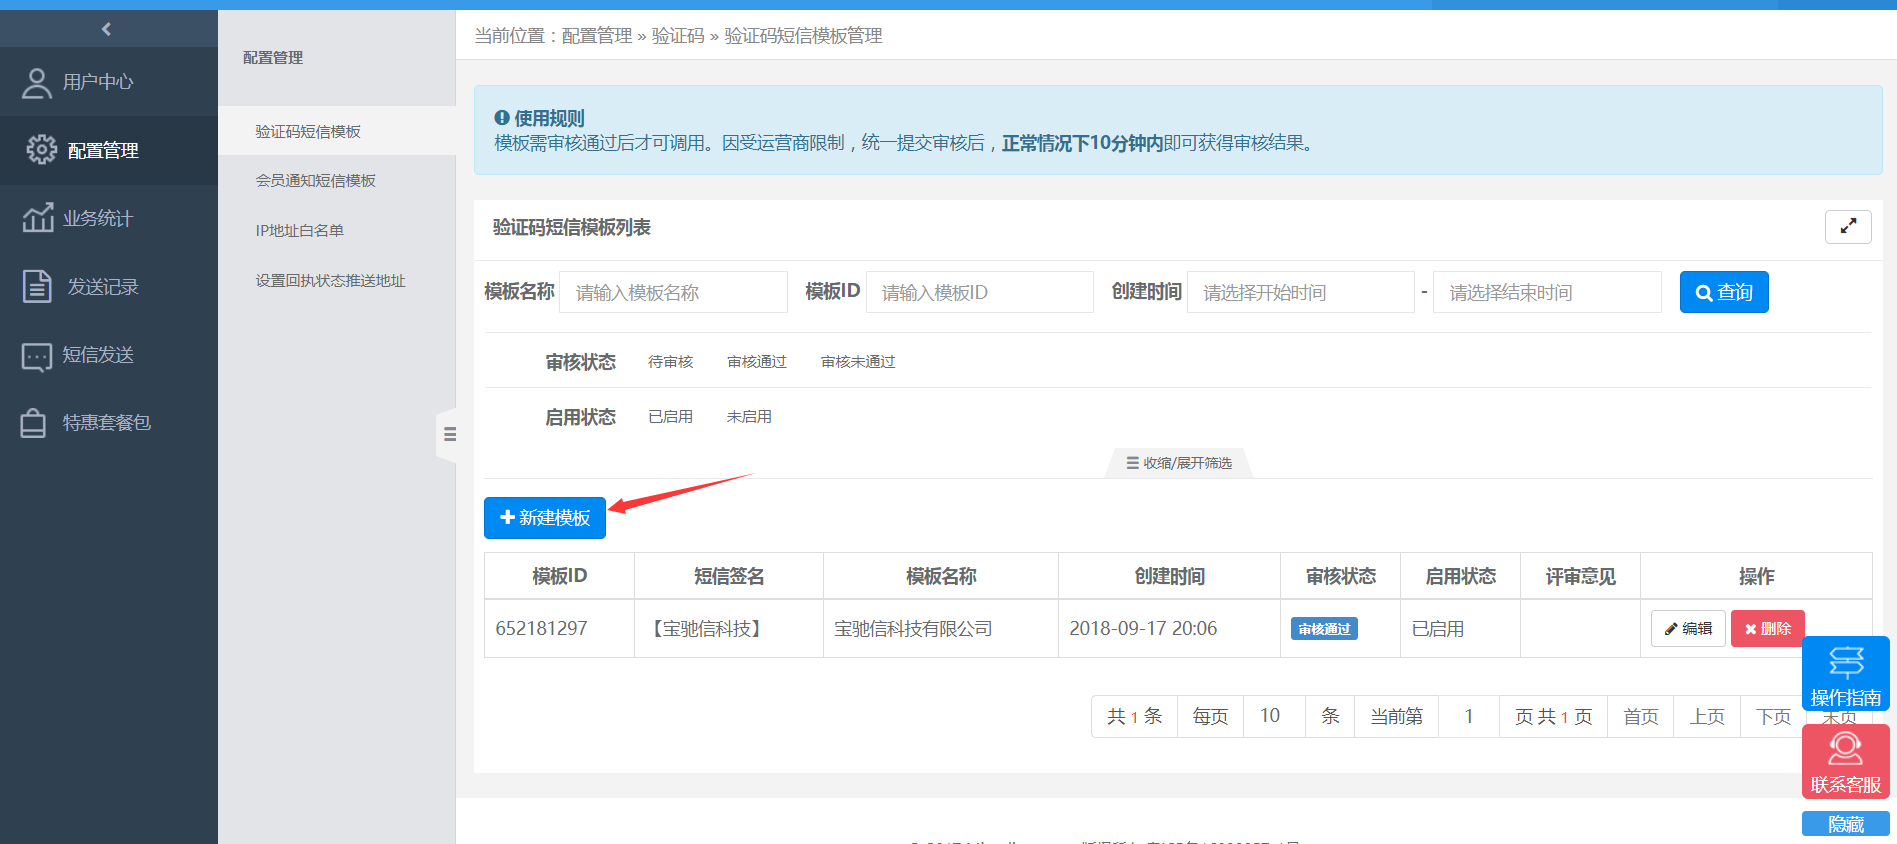 当前位置：配置管理 » 验证码 » 验证码短信模板管理
用户中心
配置管理
业务统计
发送记录
短信发送
特惠套餐包
配置管理
验证码短信模板
会员通知短信模板
IP地址白名单
设置回执状态推送地址
使用规则
模板需审核通过后才可调用。因受运营商限制，统一提交审核后，正常情况下10分钟内即可获得审核结果。
验证码短信模板列表
模板名称 请输入模板名称 模板ID 请输入模板ID 创建时间 请选择开始时间 - 请选择结束时间 查询
审核状态 待审核 审核通过 审核未通过
启用状态 已启用 未启用
收缩/展开筛选
新建模板
模板ID 短信签名 模板名称 创建时间 审核状态 启用状态 评审意见 操作
652181297 【宝驰信科技】 宝驰信科技有限公司 2018-09-17 20:06 审核通过 已启用 编辑 删除
共 1 条 每页 10 条 当前第 1 页 共 1 页 首页 上页 下页 末页
操作指南
联系客服
隐藏